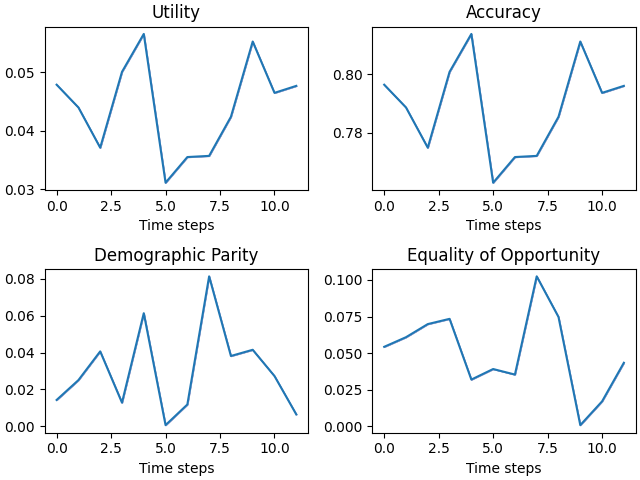 Utility
Accuracy
0.05
0.04
0.03
0.80
0.78
0.0 2.5 5.0 7.5 10.0
0.0 2.5 5.0 7.5 10.0
Time steps
Time steps
Demographic Parity
Equality of Opportunity
0.08
0.06
0.04
0.02
0.00
0.100
0.075
0.050
0.025
0.000
0.0 2.5 5.0 7.5 10.0
0.0 2.5 5.0 7.5 10.0
Time steps
Time steps